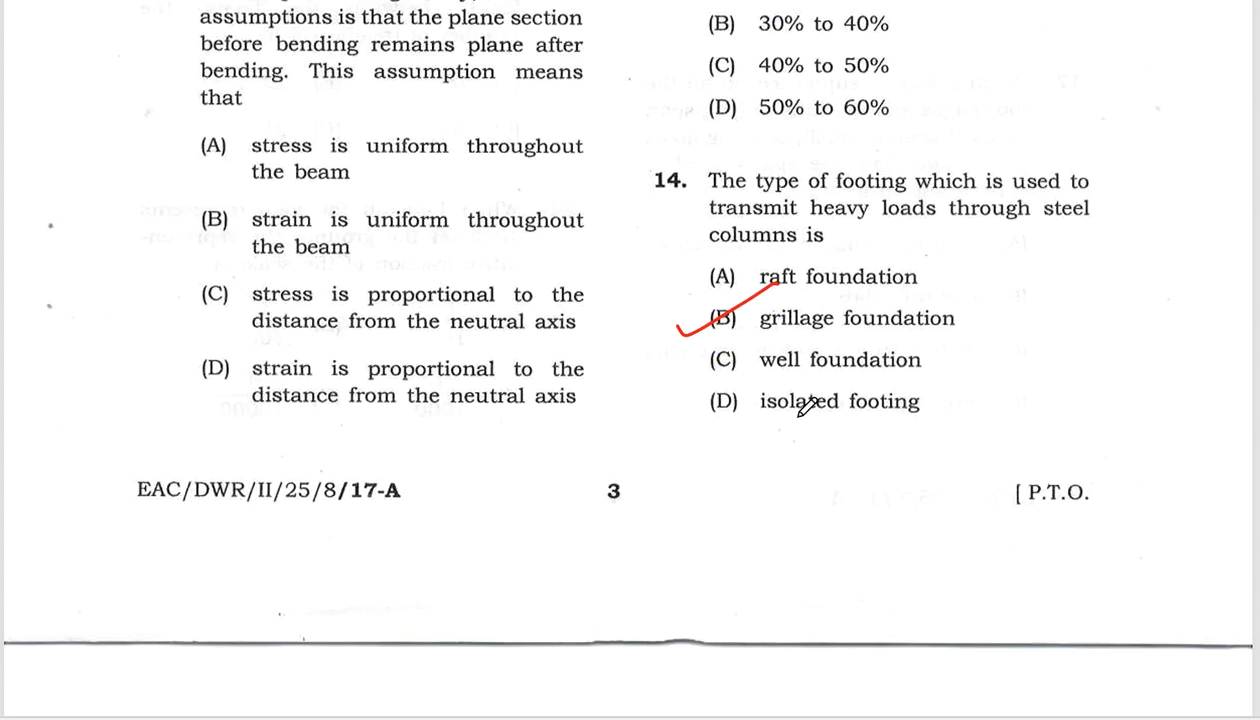 assumptions is that the plane section
before bending remains plane after
bending. This assumption means
that
(A) stress is uniform throughout
the beam
(B) strain is uniform throughout
the beam
(C) stress is proportional to the
distance from the neutral axis
(D) strain is proportional to the
distance from the neutral axis
(B) 30% to 40%
(C) 40% to 50%
(D) 50% to 60%
14. The type of footing which is used to
transmit heavy loads through steel
columns is
(A) raft foundation
(B) grillage foundation
(C) well foundation
(D) isolated footing
EAC/DWR/II/25/8/17-A
3
[ P.T.O.